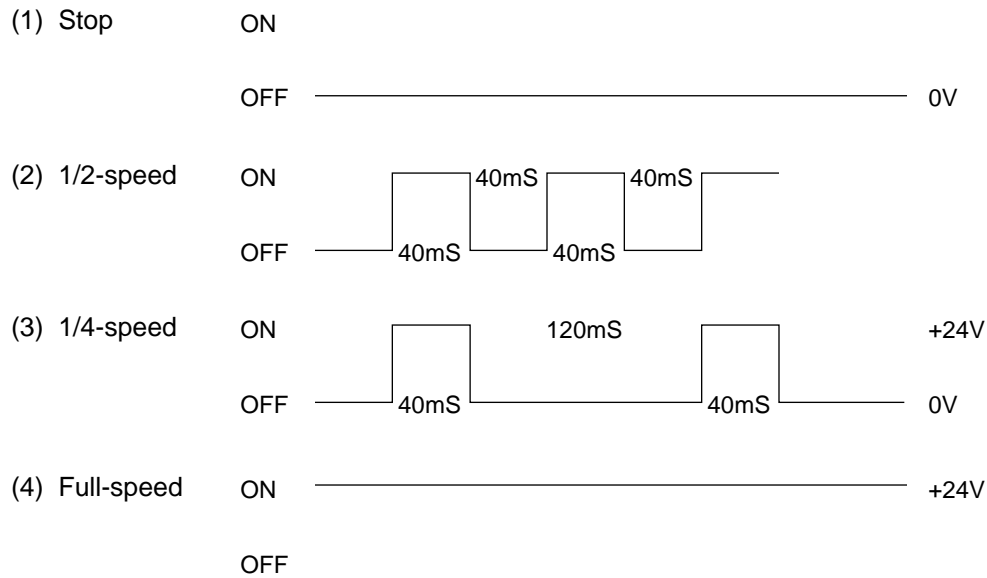 (1) Stop ON
OFF 0V
(2) 1/2-speed ON 40mS 40mS
OFF 40mS 40mS
(3) 1/4-speed ON 120mS +24V
OFF 40mS 40mS 0V
(4) Full-speed ON +24V
OFF